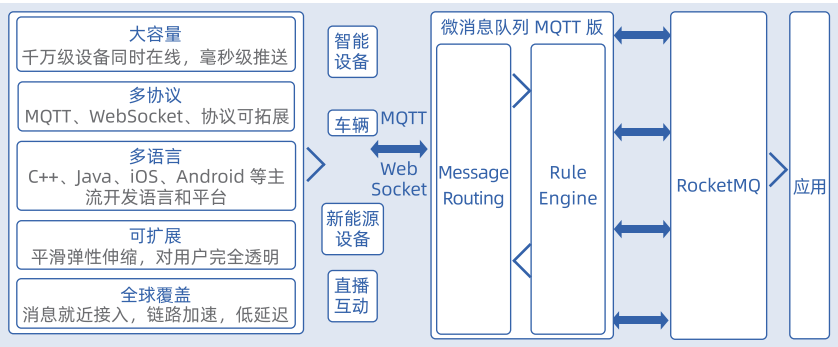 大容量
千万级设备同时在线，毫秒级推送
多协议
MQTT、WebSocket、协议可拓展
多语言
C++、Java、iOS、Android 等主
流开发语言和平台
可扩展
平滑弹性伸缩，对用户完全透明
全球覆盖
消息就近接入，链路加速，低延迟
智能
设备
车辆
新能源
设备
直播
互动
MQTT
Web
Socket
微消息队列 MQTT 版
Message
Routing
Rule
Engine
RocketMQ
应用